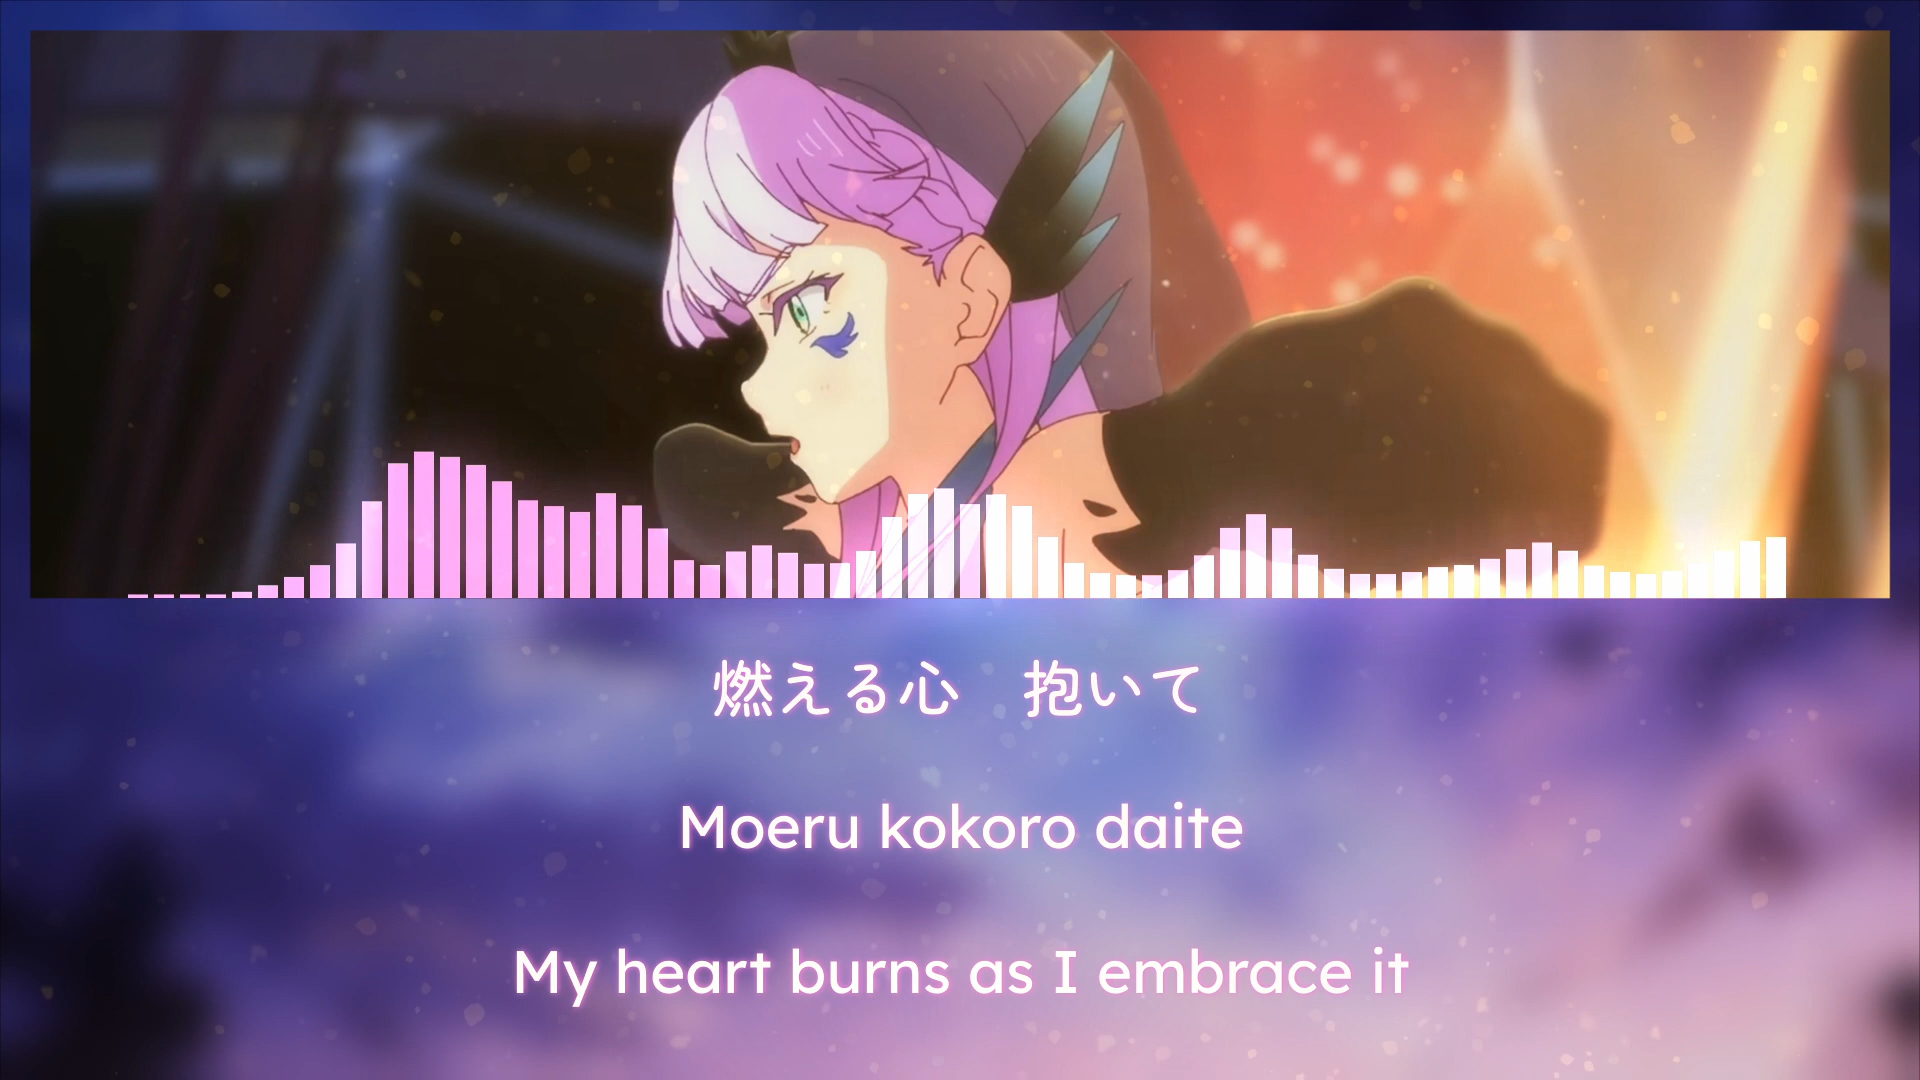 燃える心　抱いて
Moeru kokoro daite
My heart burns as I embrace it